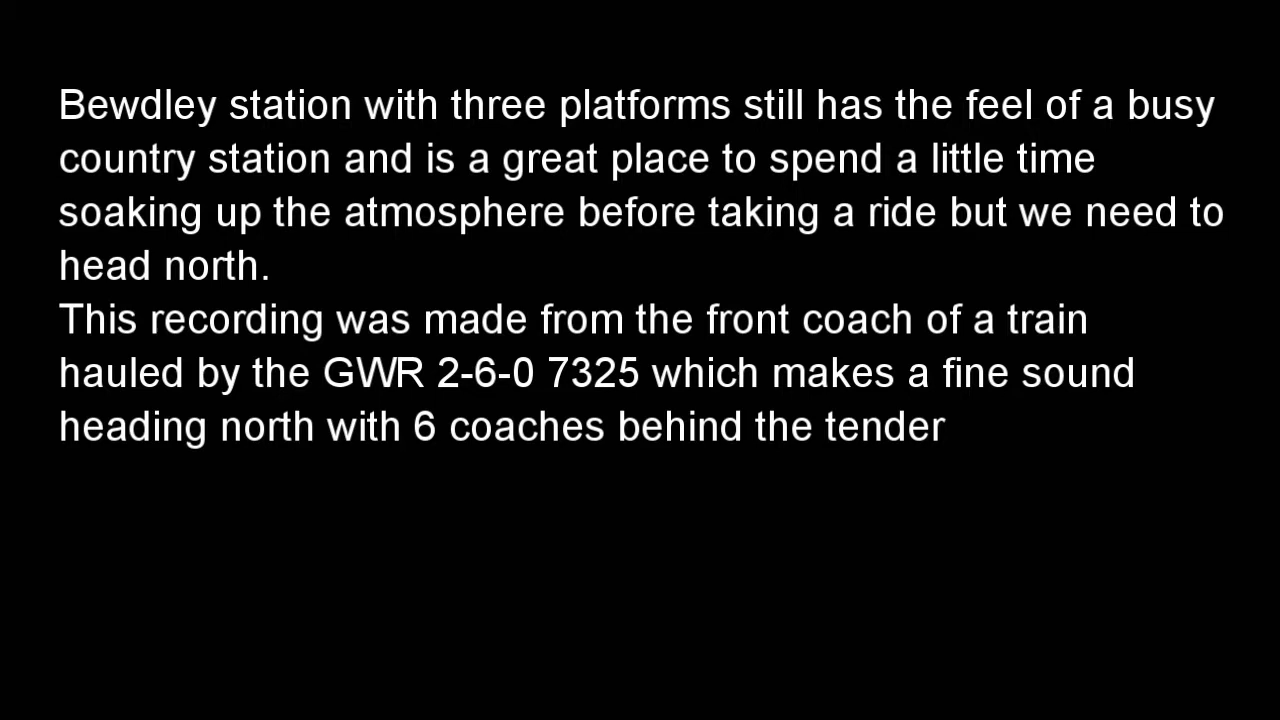 Bewdley station with three platforms still has the feel of a busy
country station and is a great place to spend a little time
soaking up the atmosphere before taking a ride but we need to
head north.
This recording was made from the front coach of a train
hauled by the GWR 2-6-0 7325 which makes a fine sound
heading north with 6 coaches behind the tender